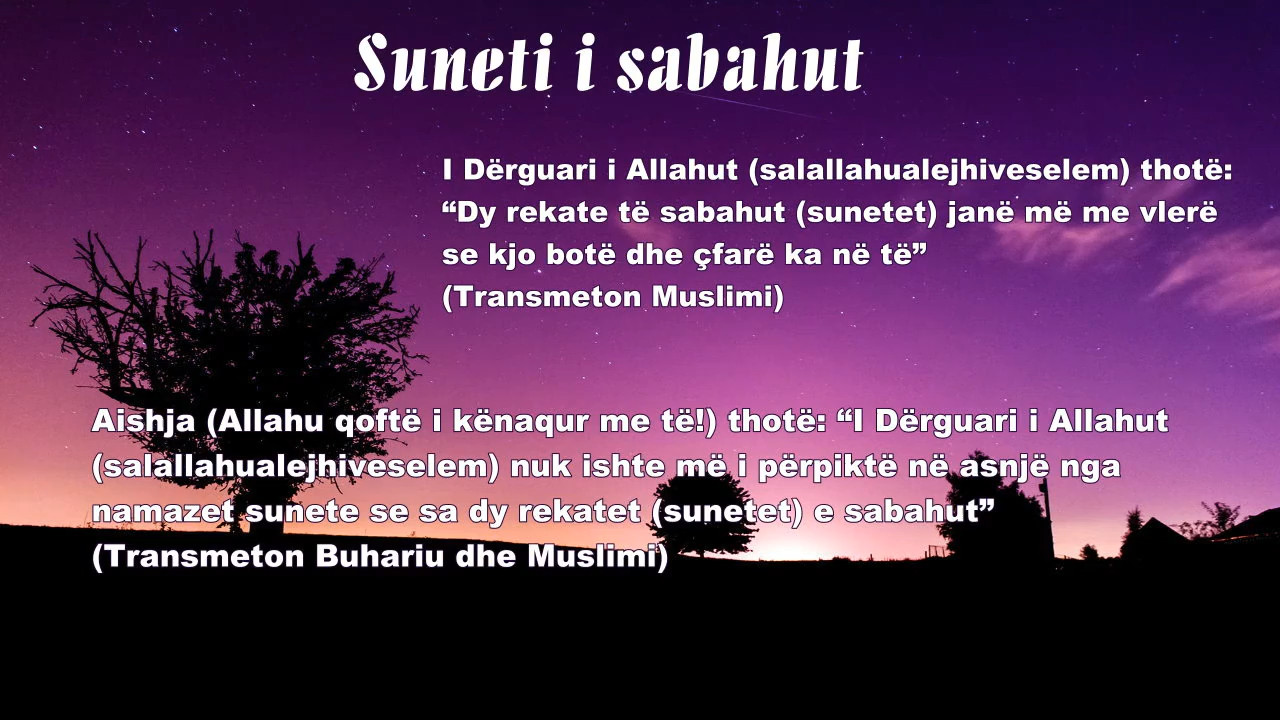 Suneti i sabahut
I Dërguari i Allahut (salallahualejhiveselem) thotë:
“Dy rekate të sabahut (sunetet) janë më me vlerë
se kjo botë dhe çfarë ka në të”
(Transmeton Muslimi)
Aishja (Allahu qoftë i kënaqur me të!) thotë: “I Dërguari i Allahut
(salallahualejhiveselem) nuk ishte më i përpiktë në asnjë nga
namazet sunete se sa dy rekatet (sunetet) e sabahut”
(Transmeton Buhariu dhe Muslimi)